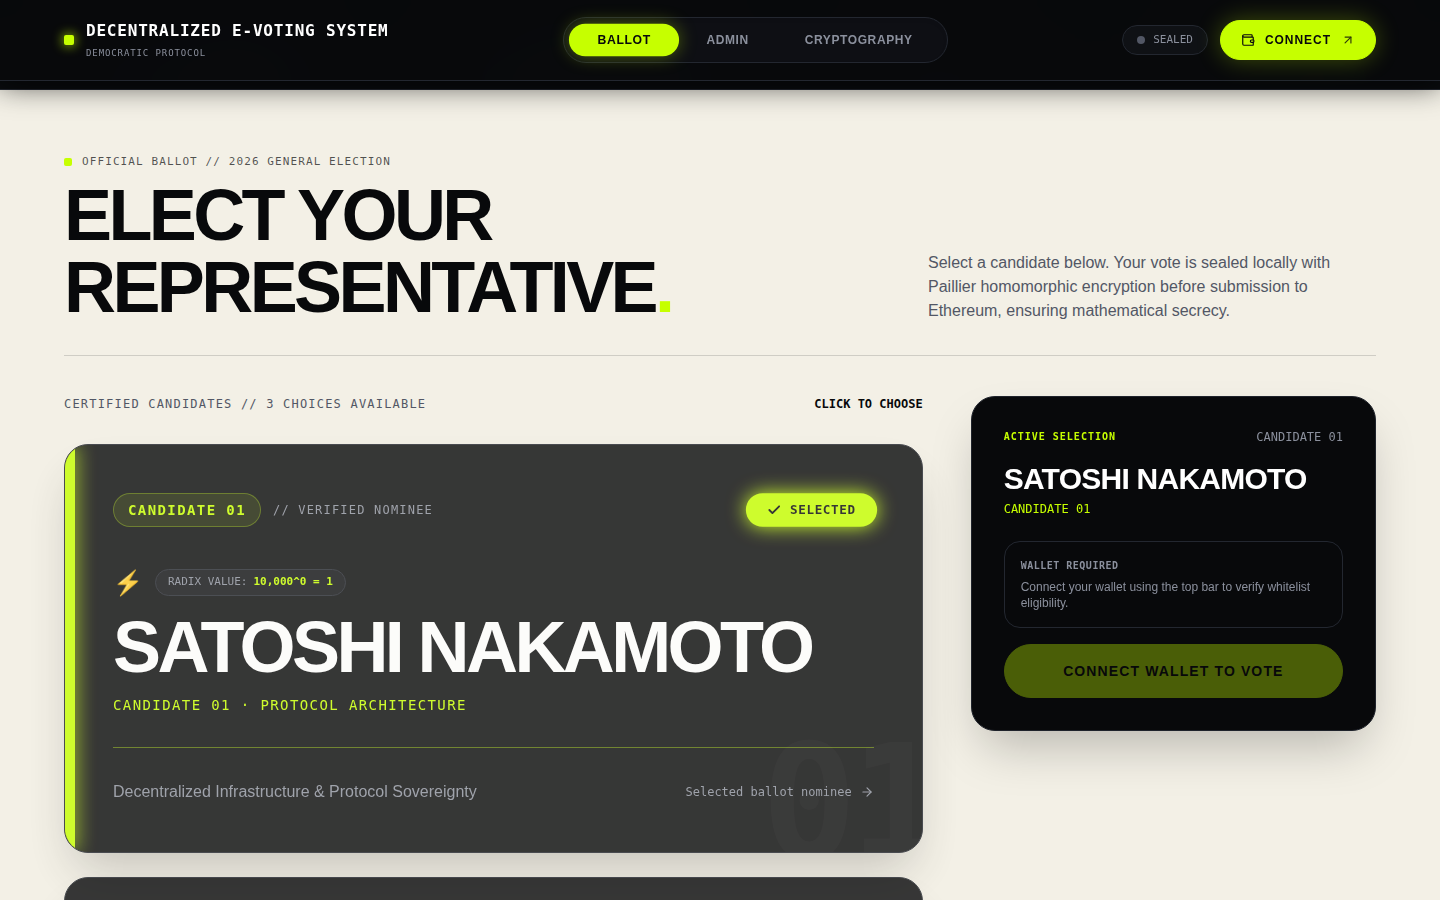 DECENTRALIZED E-VOTING SYSTEM
DEMOCRATIC PROTOCOL
BALLOT
ADMIN
CRYPTOGRAPHY
SEALED
CONNECT
OFFICIAL BALLOT // 2026 GENERAL ELECTION
ELECT YOUR
REPRESENTATIVE.
Select a candidate below. Your vote is sealed locally with
Paillier homomorphic encryption before submission to
Ethereum, ensuring mathematical secrecy.
CERTIFIED CANDIDATES // 3 CHOICES AVAILABLE
CLICK TO CHOOSE
CANDIDATE 01
// VERIFIED NOMINEE
SELECTED
RADIX VALUE: 10,000^0 = 1
SATOSHI NAKAMOTO
CANDIDATE 01 · PROTOCOL ARCHITECTURE
Decentralized Infrastructure & Protocol Sovereignty
Selected ballot nominee →
01
ACTIVE SELECTION
CANDIDATE 01
SATOSHI NAKAMOTO
CANDIDATE 01
WALLET REQUIRED
Connect your wallet using the top bar to verify whitelist
eligibility.
CONNECT WALLET TO VOTE